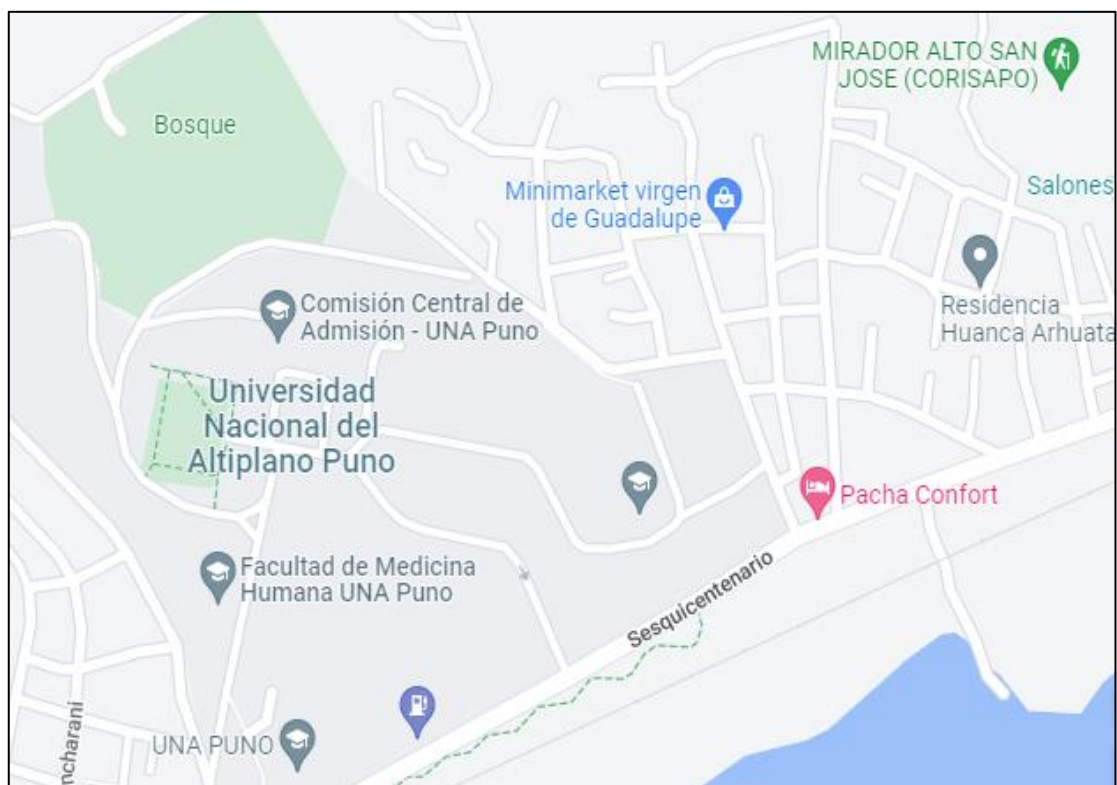 MIRADOR ALTO SAN
JOSE (CORISAPO)
Bosque
Minimarket virgen
de Guadalupe
Salones
Residencia
Huanca Arhuata
Comisión Central de
Admisión - UNA Puno
Universidad
Nacional del
Altiplano Puno
Pacha Confort
Facultad de Medicina
Humana UNA Puno
Sesquicentenario
ncharani
UNA PUNO